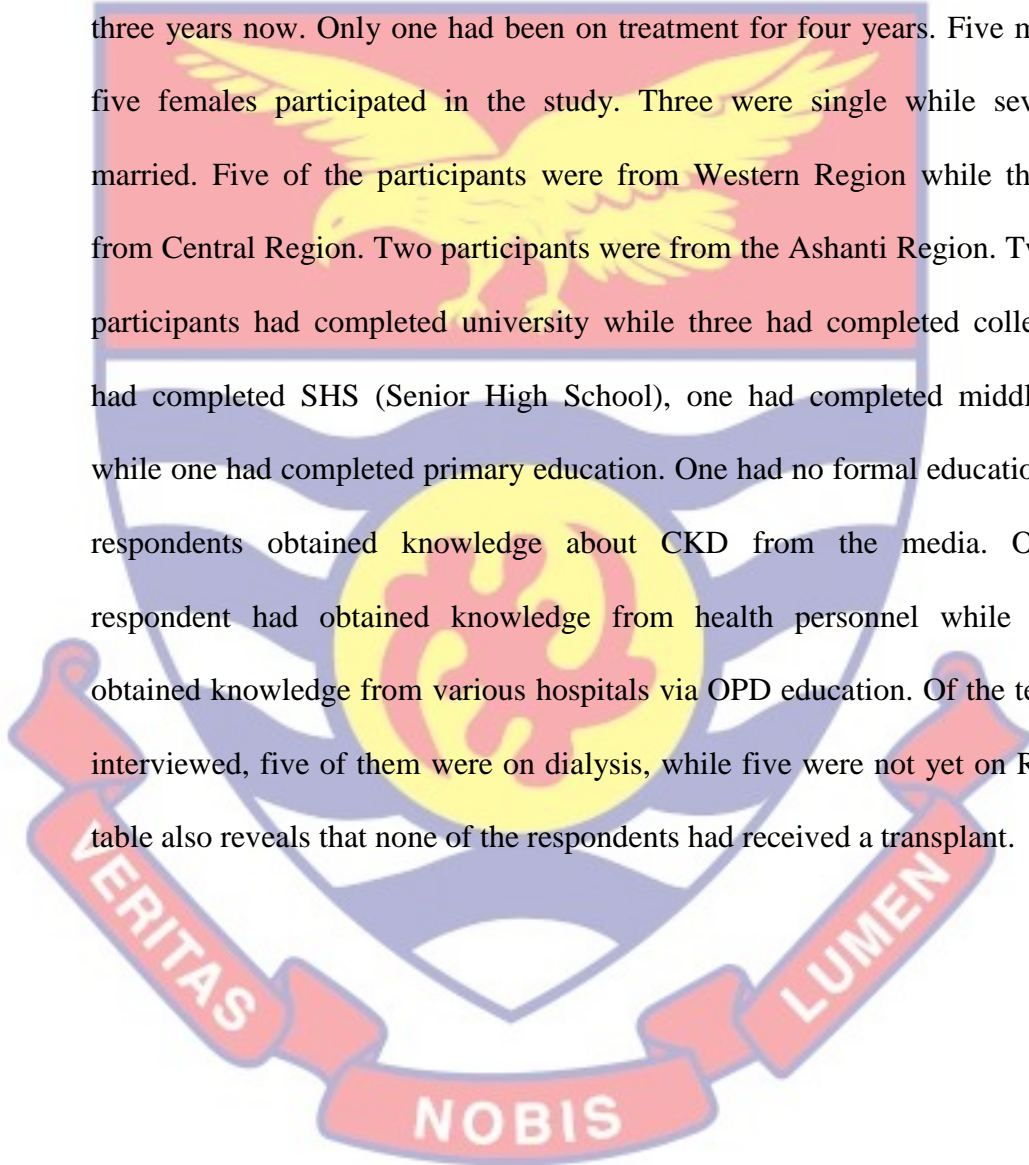 three years now. Only one had been on treatment for four years. Five m
five females participated in the study. Three were single while sev
married. Five of the participants were from Western Region while th
from Central Region. Two participants were from the Ashanti Region. Tw
participants had completed university while three had completed colle
had completed SHS (Senior High School), one had completed middl
while one had completed primary education. One had no formal educatio
respondents obtained knowledge about CKD from the media. O
respondent had obtained knowledge from health personnel while
obtained knowledge from various hospitals via OPD education. Of the te
interviewed, five of them were on dialysis, while five were not yet on R
table also reveals that none of the respondents had received a transplant.
VERITAS
NOBIS
LUMEN